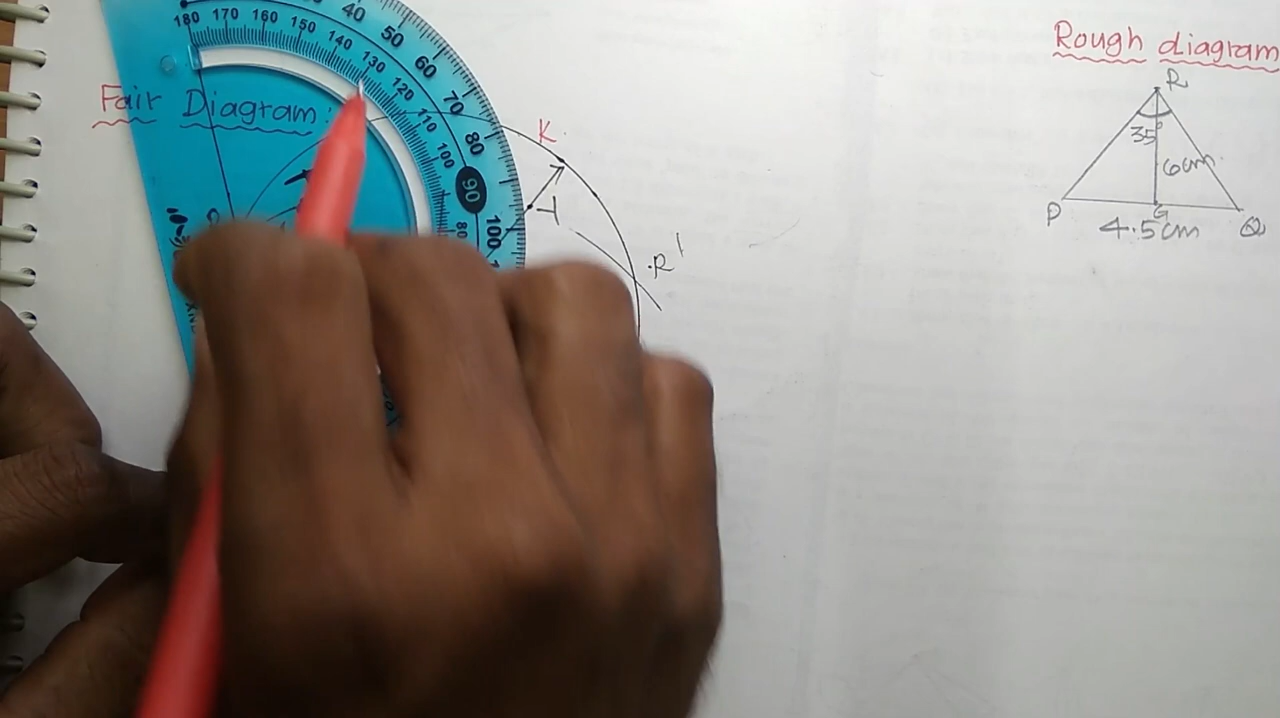 Rough diagram
R
35°
6cm
P
G
Q
4.5cm
Fair Diagram:
K
Y
R'
180 170 160 150 140 130 120 110 100 80
40 50 60 70 80 90 100